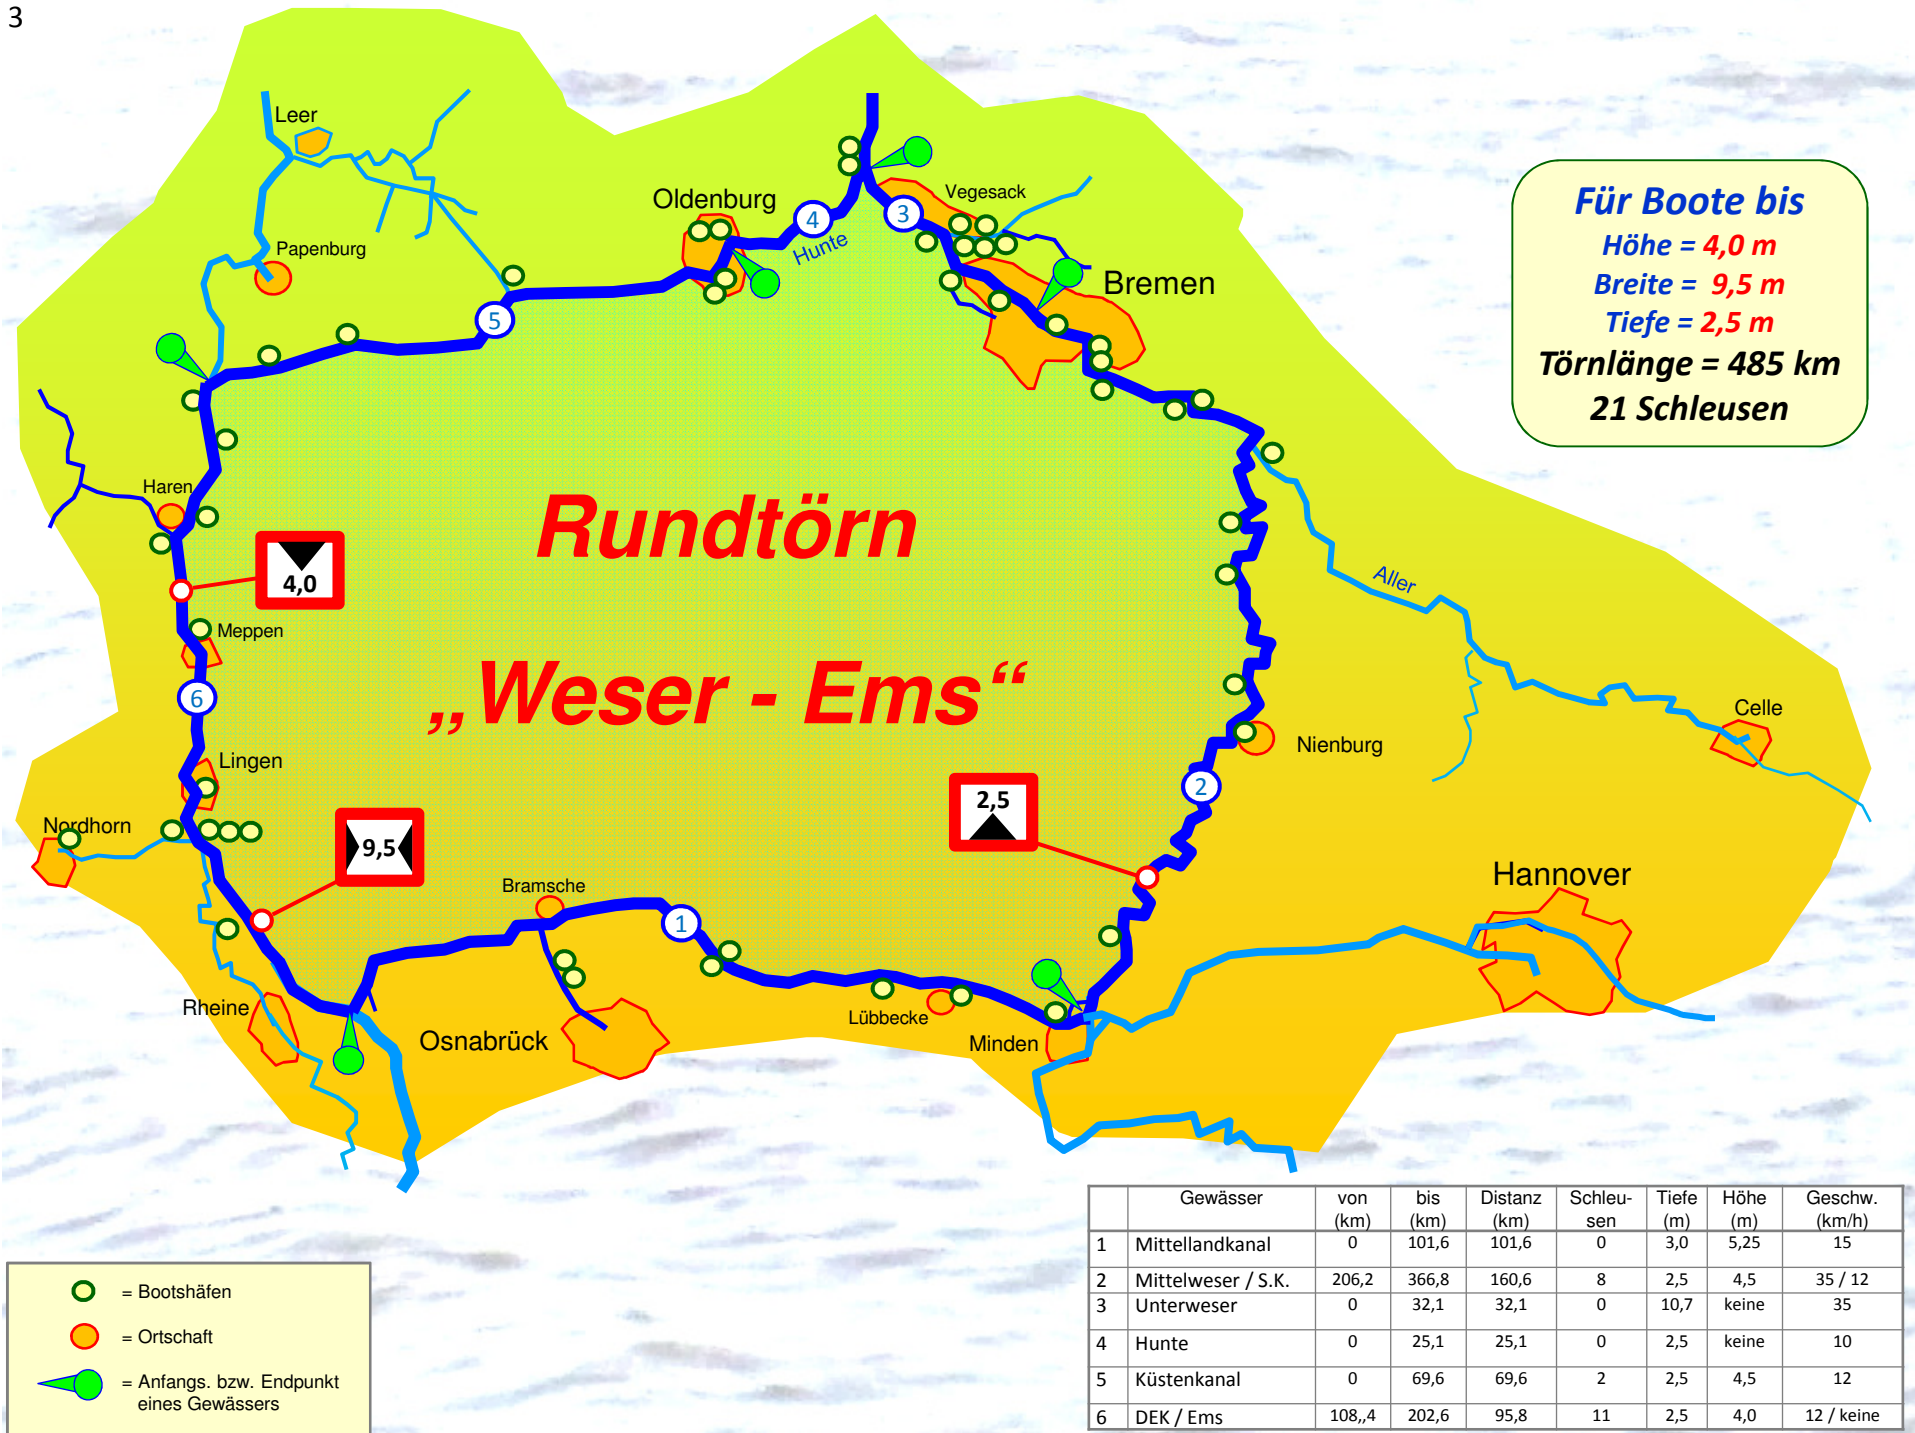 3
Leer
Papenburg
Oldenburg
4
Hunte
3
Vegesack
Bremen
5
Für Boote bis
Höhe = 4,0 m
Breite = 9,5 m
Tiefe = 2,5 m
Törnlänge = 485 km
21 Schleusen
Haren
4,0
Rundtörn
Aller
Meppen
„Weser - Ems“
6
Celle
Nienburg
Lingen
2
2,5
Nordhorn
9,5
Bramsche
1
Hannover
Rheine
Osnabrück
Lübbecke
Minden
Gewässer von (km) bis (km) Distanz (km) Schleu-sen Tiefe (m) Höhe (m) Geschw. (km/h)
1 Mittellandkanal 0 101,6 101,6 0 3,0 5,25 15
2 Mittelweser / S.K. 206,2 366,8 160,6 8 2,5 4,5 35 / 12
3 Unterweser 0 32,1 32,1 0 10,7 keine 35
4 Hunte 0 25,1 25,1 0 2,5 keine 10
5 Küstenkanal 0 69,6 69,6 2 2,5 4,5 12
6 DEK / Ems 108,,4 202,6 95,8 11 2,5 4,0 12 / keine
= Bootshäfen
= Ortschaft
= Anfangs. bzw. Endpunkt
eines Gewässers